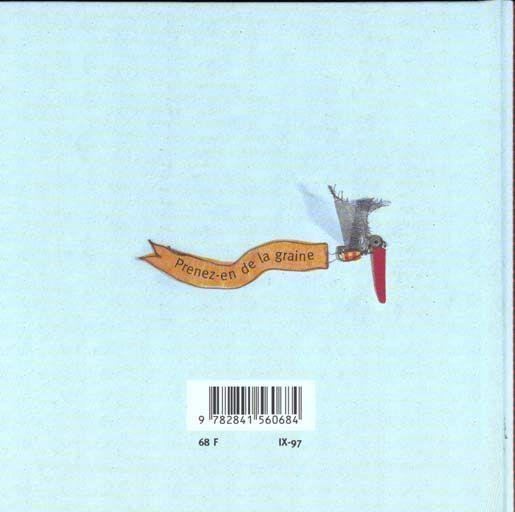 Prenez-en de la graine
9 782841 560684
68 F IX-97